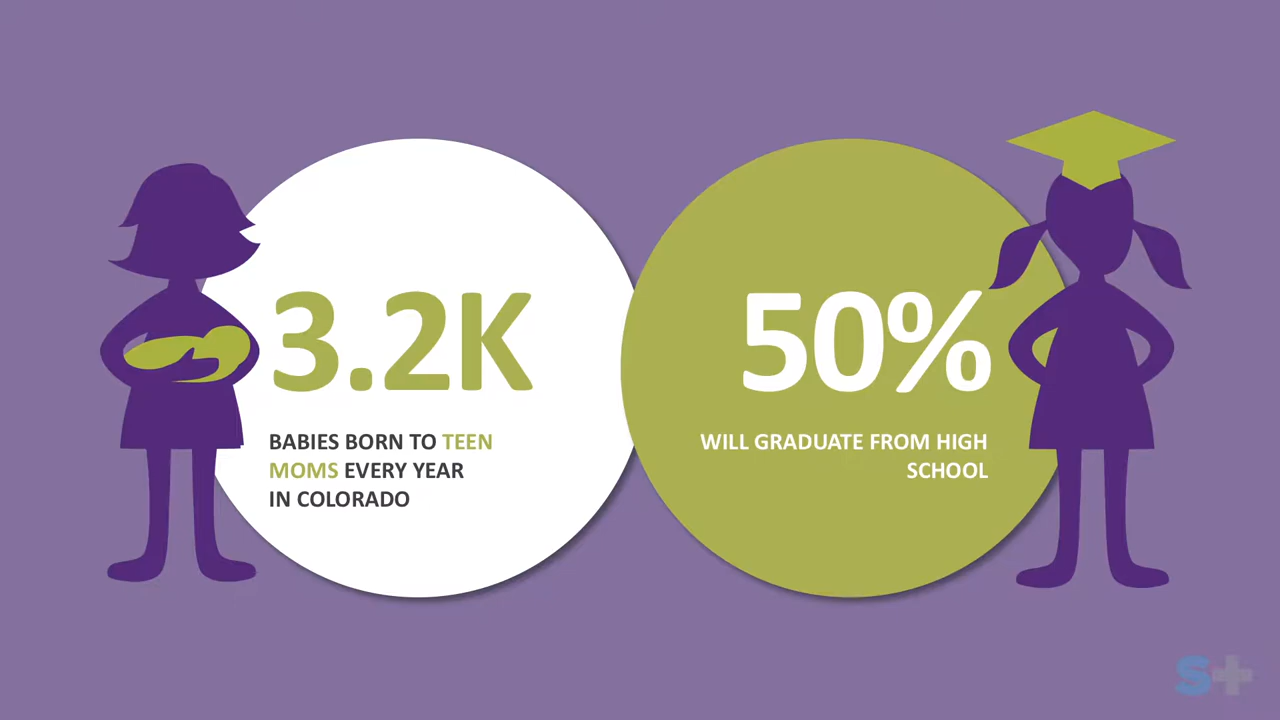 3.2K
BABIES BORN TO TEEN
MOMS EVERY YEAR
IN COLORADO
50%
WILL GRADUATE FROM HIGH
SCHOOL
S+